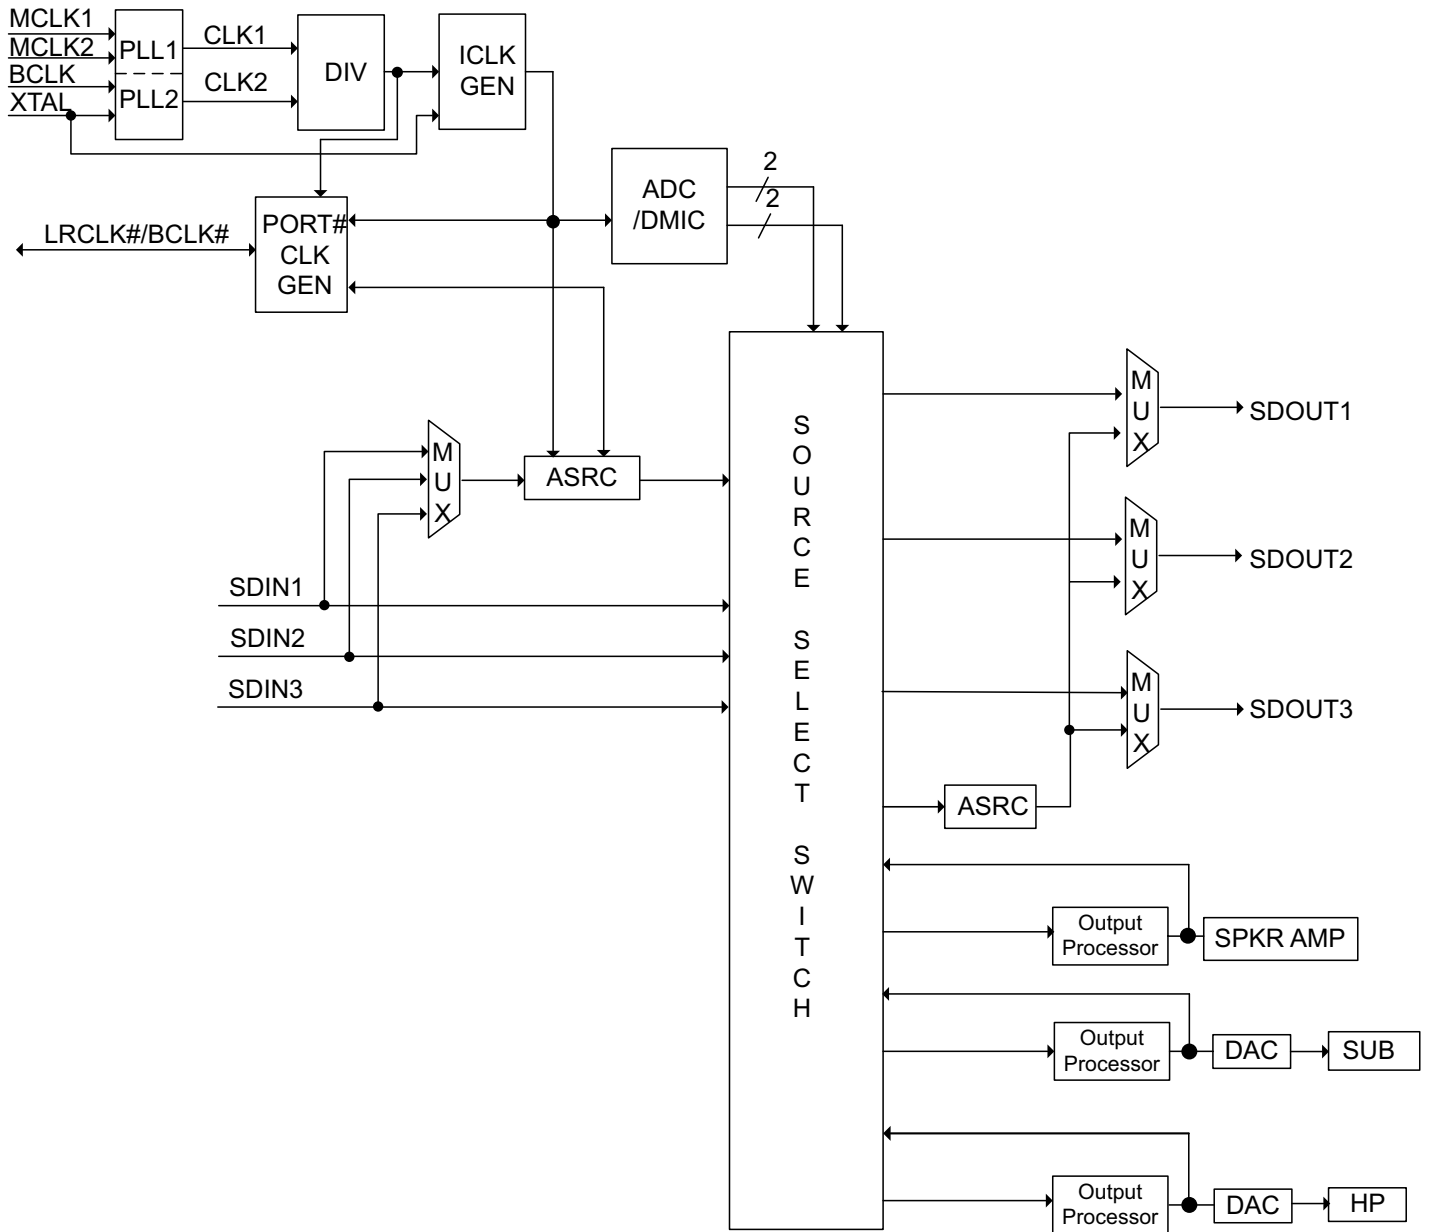 MCLK1
MCLK2
BCLK
XTAL
PLL1
PLL2
CLK1
CLK2
DIV
ICLK
GEN
ADC
/DMIC
2
2
PORT#
CLK
GEN
LRCLK#/BCLK#
M
U
X
ASRC
SDIN1
SDIN2
SDIN3
S
O
U
R
C
E
S
E
L
E
C
T
S
W
I
T
C
H
M
U
X
SDOUT1
M
U
X
SDOUT2
M
U
X
SDOUT3
ASRC
Output
Processor
SPKR AMP
Output
Processor
DAC
SUB
Output
Processor
DAC
HP